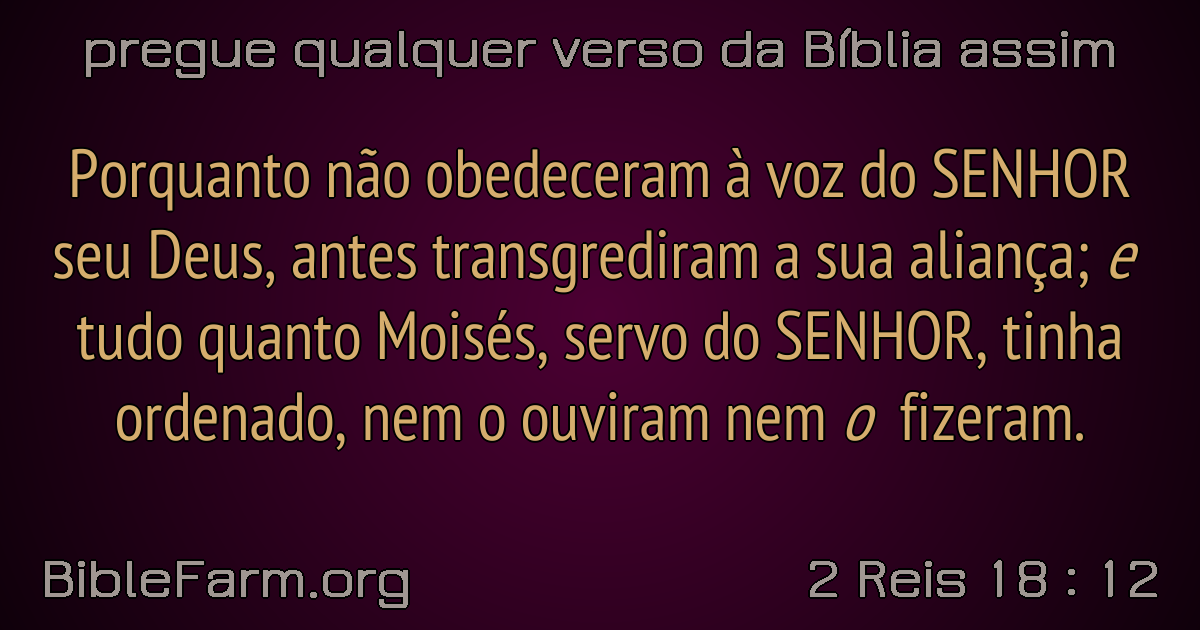 pregue qualquer verso da Bíblia assim
Porquanto não obedeceram à voz do SENHOR
seu Deus, antes transgrediram a sua aliança; e
tudo quanto Moisés, servo do SENHOR, tinha
ordenado, nem o ouviram nem o fizeram.
BibleFarm.org
2 Reis 18 : 12